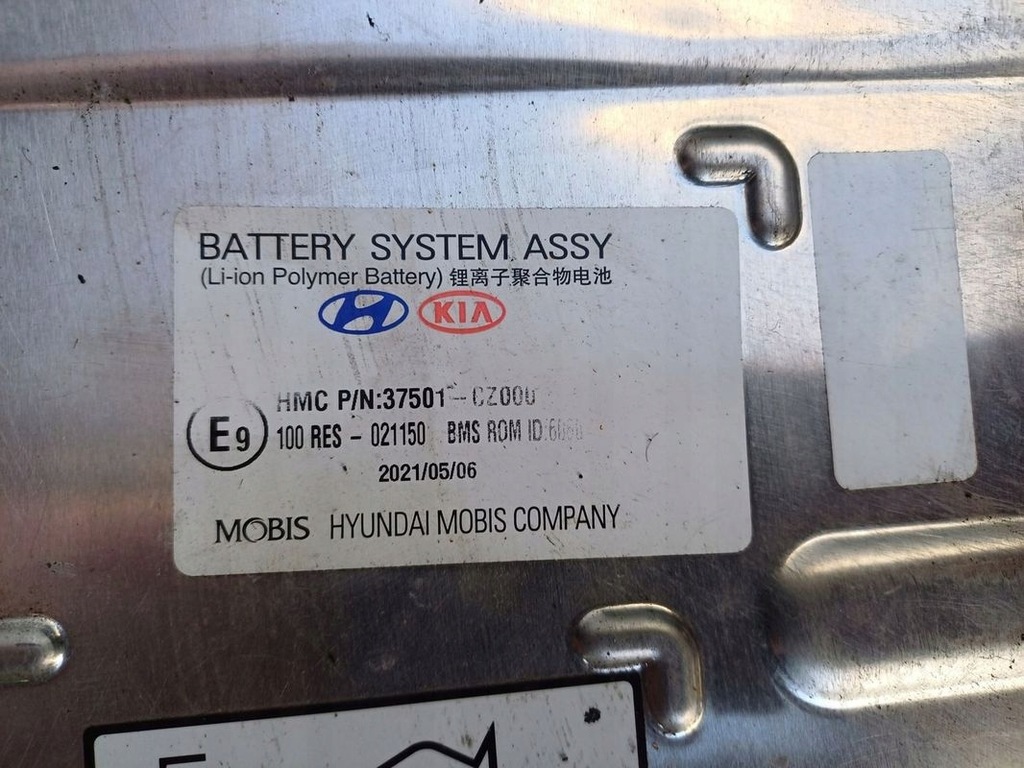 BATTERY SYSTEM ASSY
(Li-ion Polymer Battery) 锂离子聚合物电池
KIA
HMC P/N:37501-CZ000
E9 100 RES - 021150 BMS ROM ID:
2021/05/06
MOBIS HYUNDAI MOBIS COMPANY